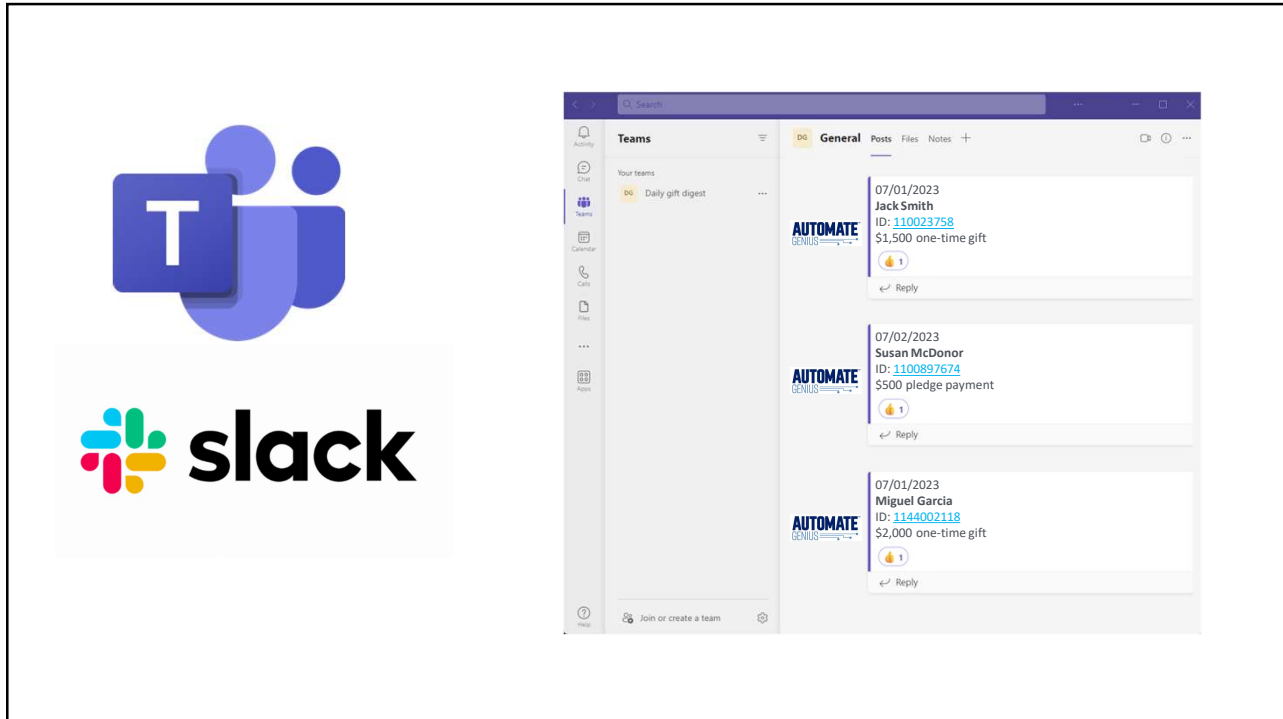 T
slack
Search
Activity
Chat
Teams
Calendar
Calls
Files
Apps
Help
Teams
Your teams
DG Daily gift digest
Join or create a team
DG General Posts Files Notes
AUTOMATE
GENIUS
07/01/2023
Jack Smith
ID: 110023758
$1,500 one-time gift
1
Reply
AUTOMATE
GENIUS
07/02/2023
Susan McDonor
ID: 1100897674
$500 pledge payment
1
Reply
AUTOMATE
GENIUS
07/01/2023
Miguel Garcia
ID: 1144002118
$2,000 one-time gift
1
Reply